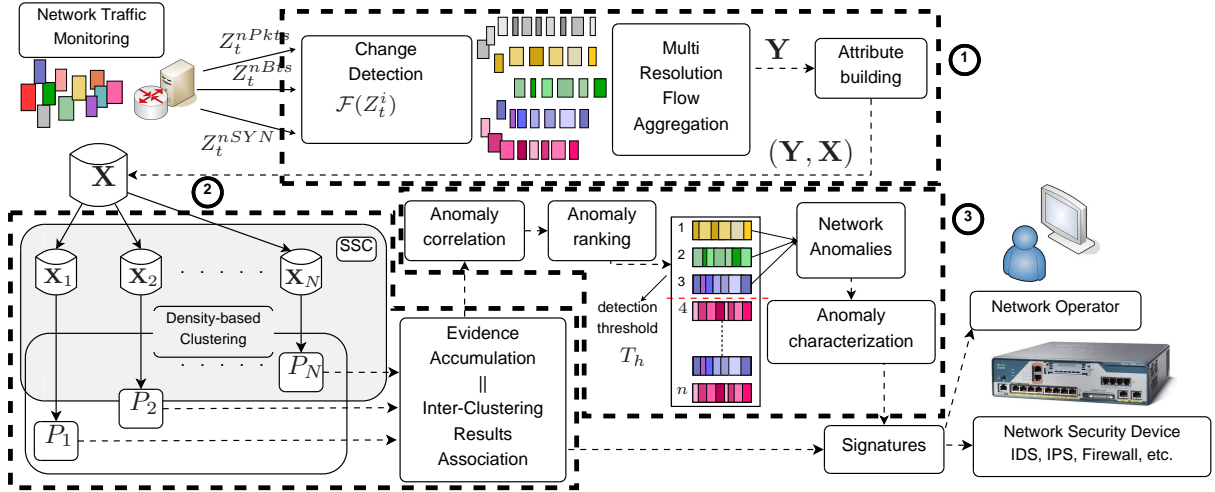 Network Traffic
Monitoring
Z_t^{nPkts}
Z_t^{nBts}
Z_t^{nSYN}
Change
Detection
F(Z_t^i)
Multi
Resolution
Flow
Aggregation
Y
Attribute
building
1
(Y, X)
X
2
SSC
X_1
X_2
. . . . .
X_N
Density-based
Clustering
. . . . .
P_N
P_2
P_1
Evidence
Accumulation
||
Inter-Clustering
Results
Association
Anomaly
correlation
Anomaly
ranking
1
2
3
4
n
detection
threshold
T_h
Network
Anomalies
Anomaly
characterization
3
Signatures
Network Operator
Network Security Device
IDS, IPS, Firewall, etc.